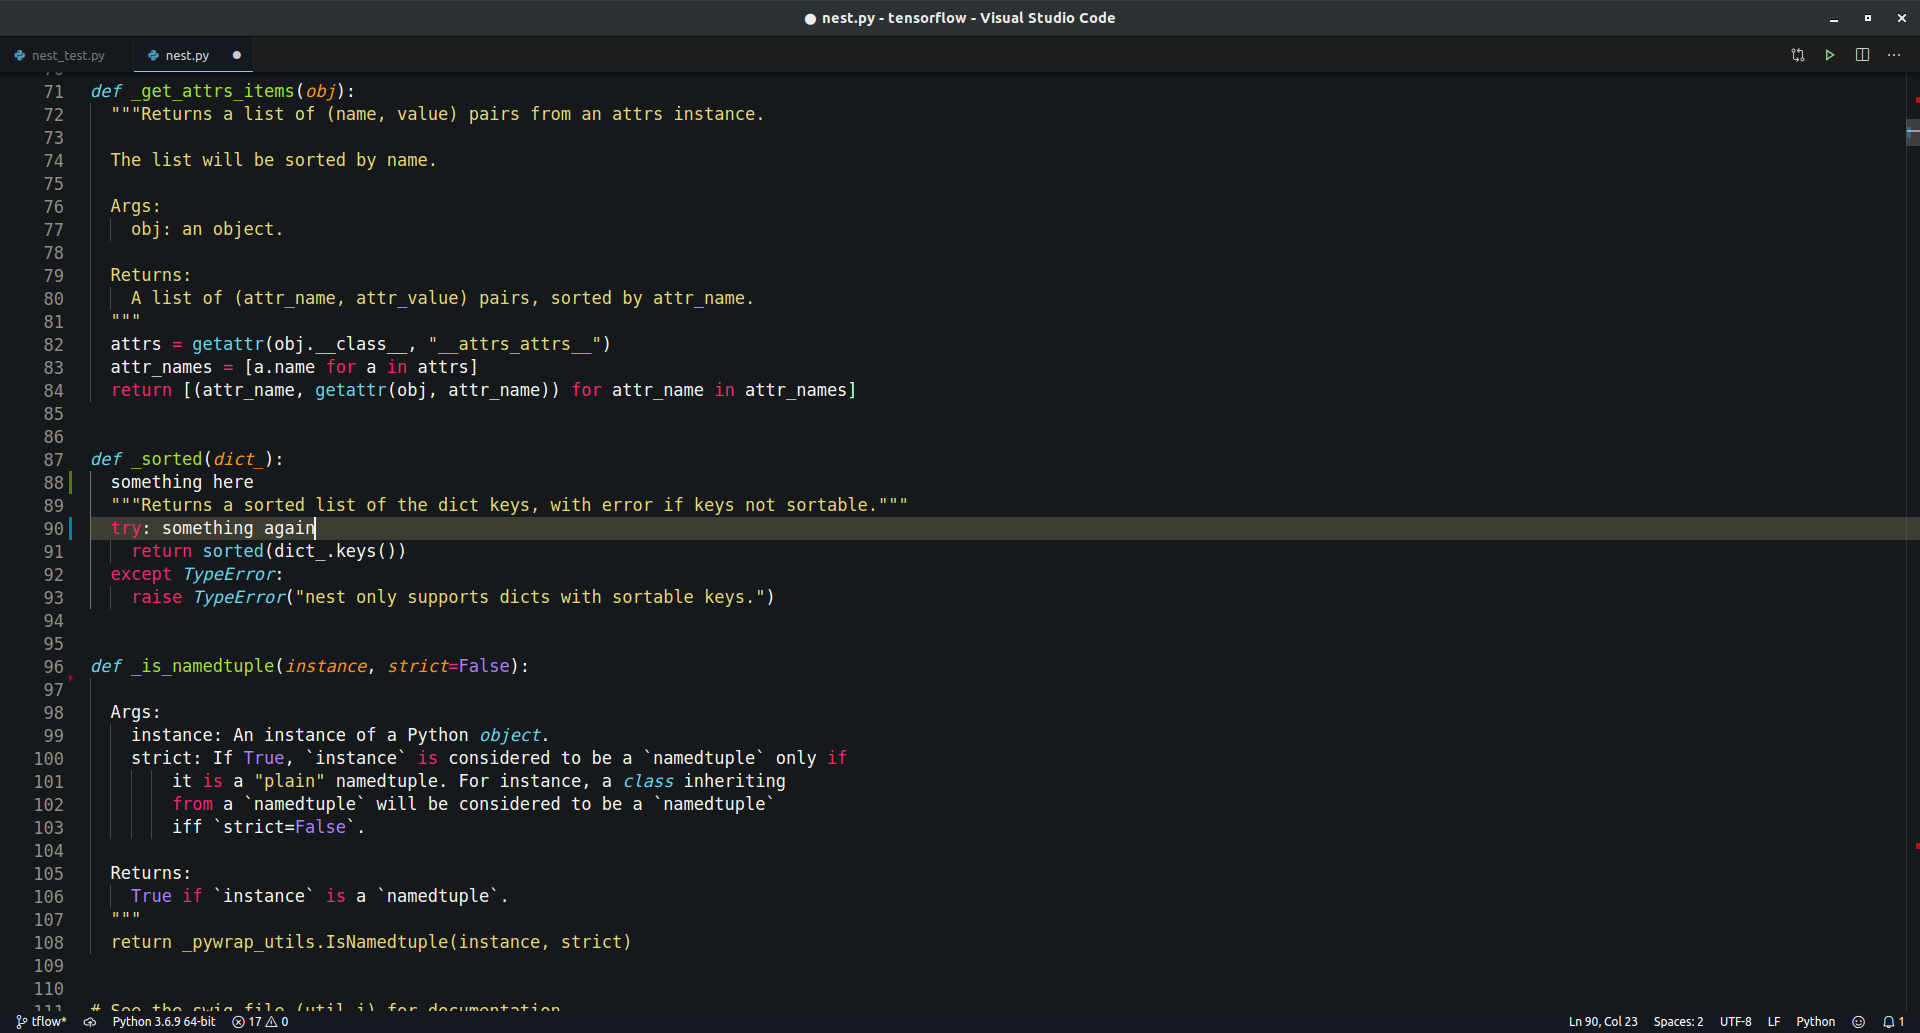 ● nest.py - tensorflow - Visual Studio Code
nest_test.py nest.py ●
71 def _get_attrs_items(obj):
72 """Returns a list of (name, value) pairs from an attrs instance.
73
74 The list will be sorted by name.
75
76 Args:
77 obj: an object.
78
79 Returns:
80 A list of (attr_name, attr_value) pairs, sorted by attr_name.
81 """
82 attrs = getattr(obj.__class__, "__attrs_attrs__")
83 attr_names = [a.name for a in attrs]
84 return [(attr_name, getattr(obj, attr_name)) for attr_name in attr_names]
85
86
87 def _sorted(dict_):
88 something here
89 """Returns a sorted list of the dict keys, with error if keys not sortable."""
90 try: something again
91 return sorted(dict_.keys())
92 except TypeError:
93 raise TypeError("nest only supports dicts with sortable keys.")
94
95
96 def _is_namedtuple(instance, strict=False):
97
98 Args:
99 instance: An instance of a Python object.
100 strict: If True, `instance` is considered to be a `namedtuple` only if
101 it is a "plain" namedtuple. For instance, a class inheriting
102 from a `namedtuple` will be considered to be a `namedtuple`
103 iff `strict=False`.
104
105 Returns:
106 True if `instance` is a `namedtuple`.
107 """
108 return _pywrap_utils.IsNamedtuple(instance, strict)
109
110
111 # See the swig file (util.i) for documentation
tflow* Python 3.6.9 64-bit 17 0 Ln 90, Col 23 Spaces: 2 UTF-8 LF Python 1